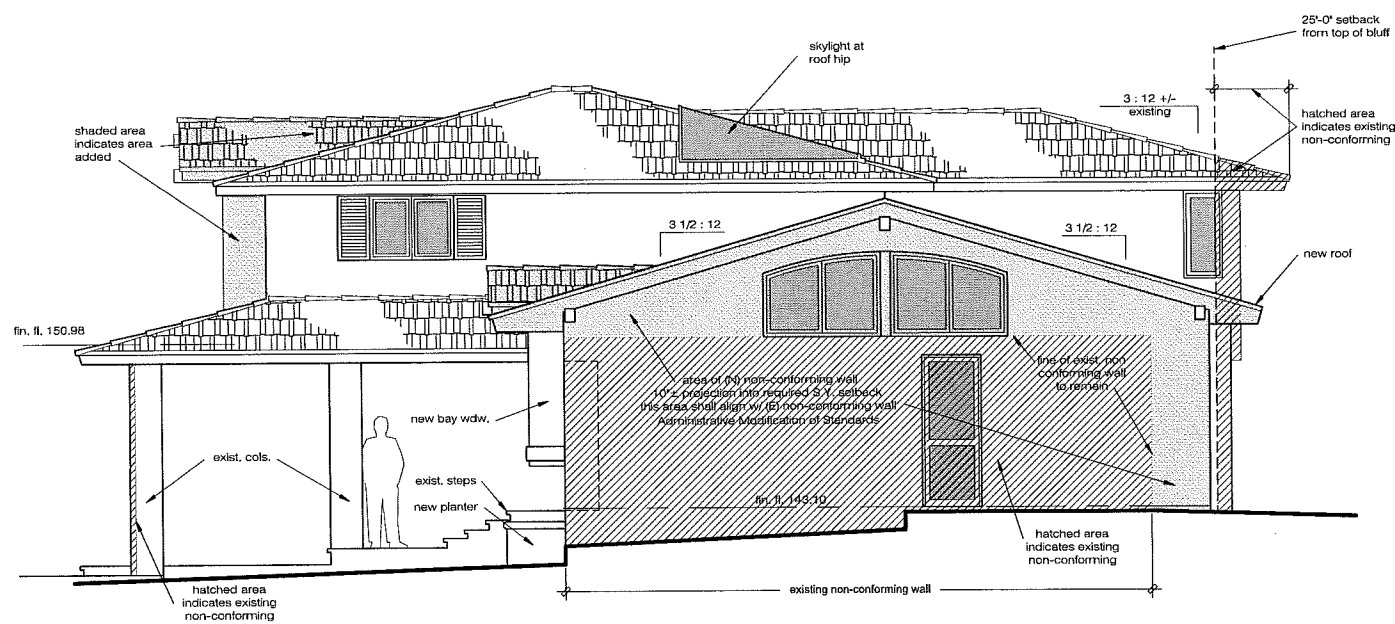 25'-0" setback
from top of bluff
skylight at
roof hip
3 : 12 +/-
existing
shaded area
indicates area
added
hatched area
indicates existing
non-conforming
3 1/2 : 12
3 1/2 : 12
new roof
fin. fl. 150.98
area of (N) non-conforming wall
10"± projection into required S.Y. setback
this area shall align w/ (E) non-conforming wall
Administrative Modification of Standards
line of exist. non
conforming wall
to remain
new bay wdw.
exist. cols.
exist. steps
new planter
fin. fl. 143.10
hatched area
indicates existing
non-conforming
hatched area
indicates existing
non-conforming
existing non-conforming wall